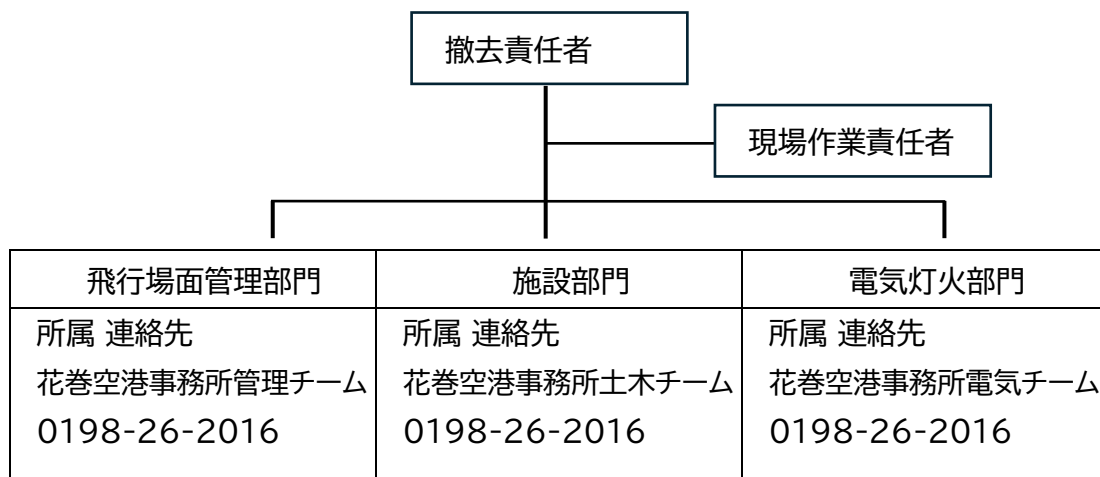 撤去責任者
現場作業責任者
飛行場面管理部門
所属 連絡先
花巻空港事務所管理チーム
0198-26-2016
施設部門
所属 連絡先
花巻空港事務所土木チーム
0198-26-2016
電気灯火部門
所属 連絡先
花巻空港事務所電気チーム
0198-26-2016